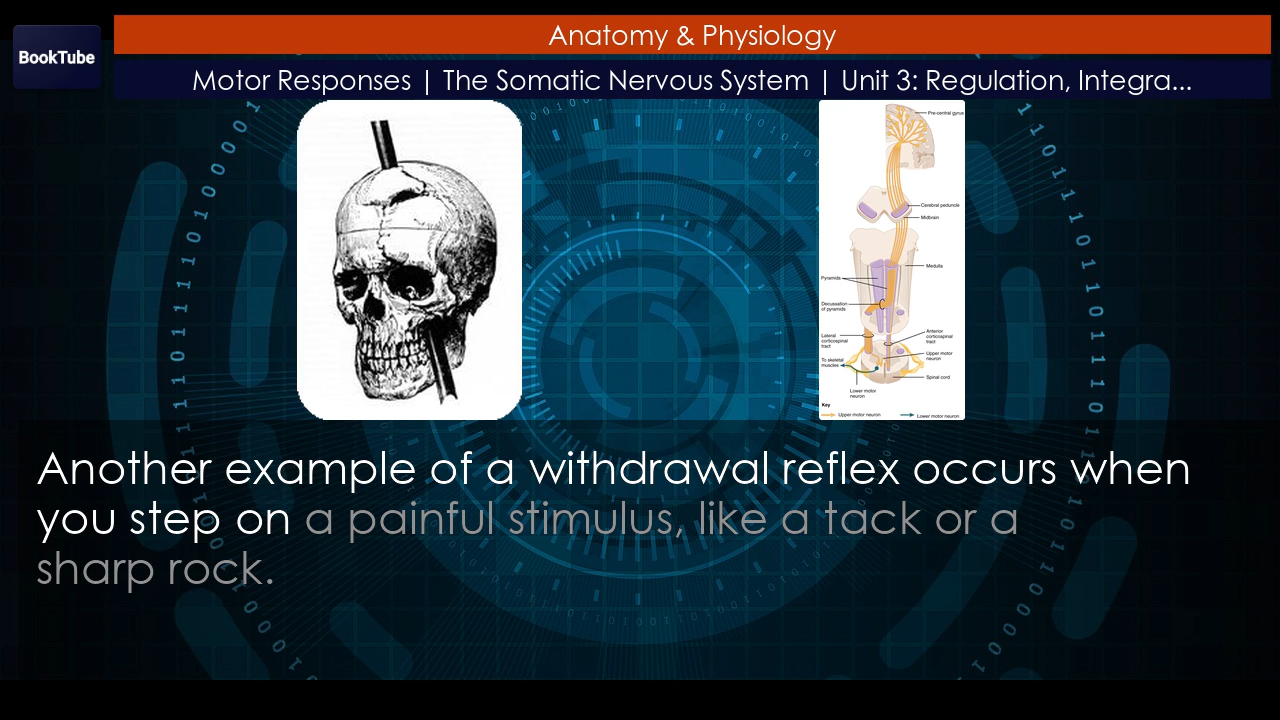 BookTube
Anatomy & Physiology
Motor Responses | The Somatic Nervous System | Unit 3: Regulation, Integra...
Pre-central gyrus
Cerebral peduncle
Midbrain
Medulla
Pyramids
Decussation
of pyramids
Lateral
corticospinal
tract
Anterior
corticospinal
tract
To skeletal
muscles
Upper motor
neuron
Spinal cord
Lower motor
neuron
Key
Upper motor neuron
Lower motor neuron
Another example of a withdrawal reflex occurs when
you step on a painful stimulus, like a tack or a
sharp rock.